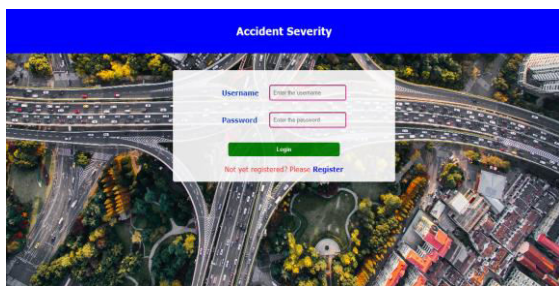 Accident Severity
Username Enter the username
Password Enter the password
Login
Not yet registered? Please Register